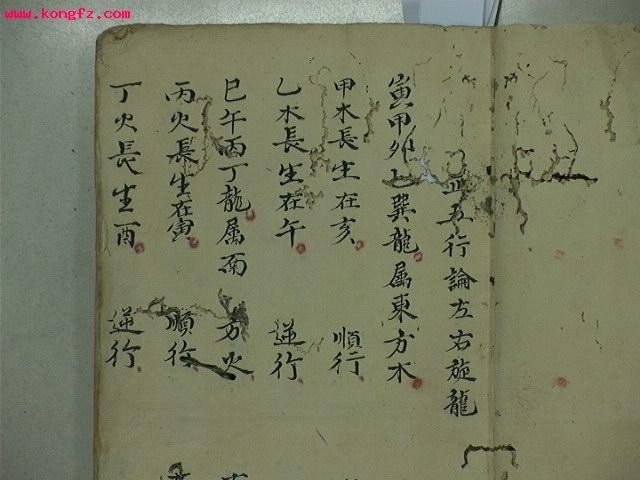 www.kongfz.com
正五行論左右旋龍
寅甲卯乙巽龍属東方木
甲木長生在亥 順行
乙木長生在午 逆行
巳午丙丁龍属南方火
丙火長生在寅 順行
丁火長生酉 逆行